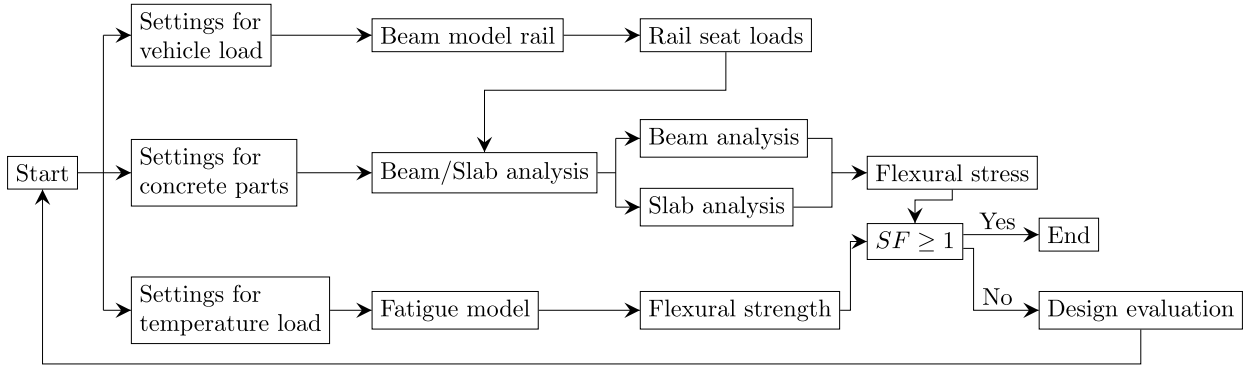 Settings for
vehicle load
Beam model rail
Rail seat loads
Start
Settings for
concrete parts
Beam/Slab analysis
Beam analysis
Slab analysis
Flexural stress
SF ≥ 1
Yes
End
No
Design evaluation
Settings for
temperature load
Fatigue model
Flexural strength